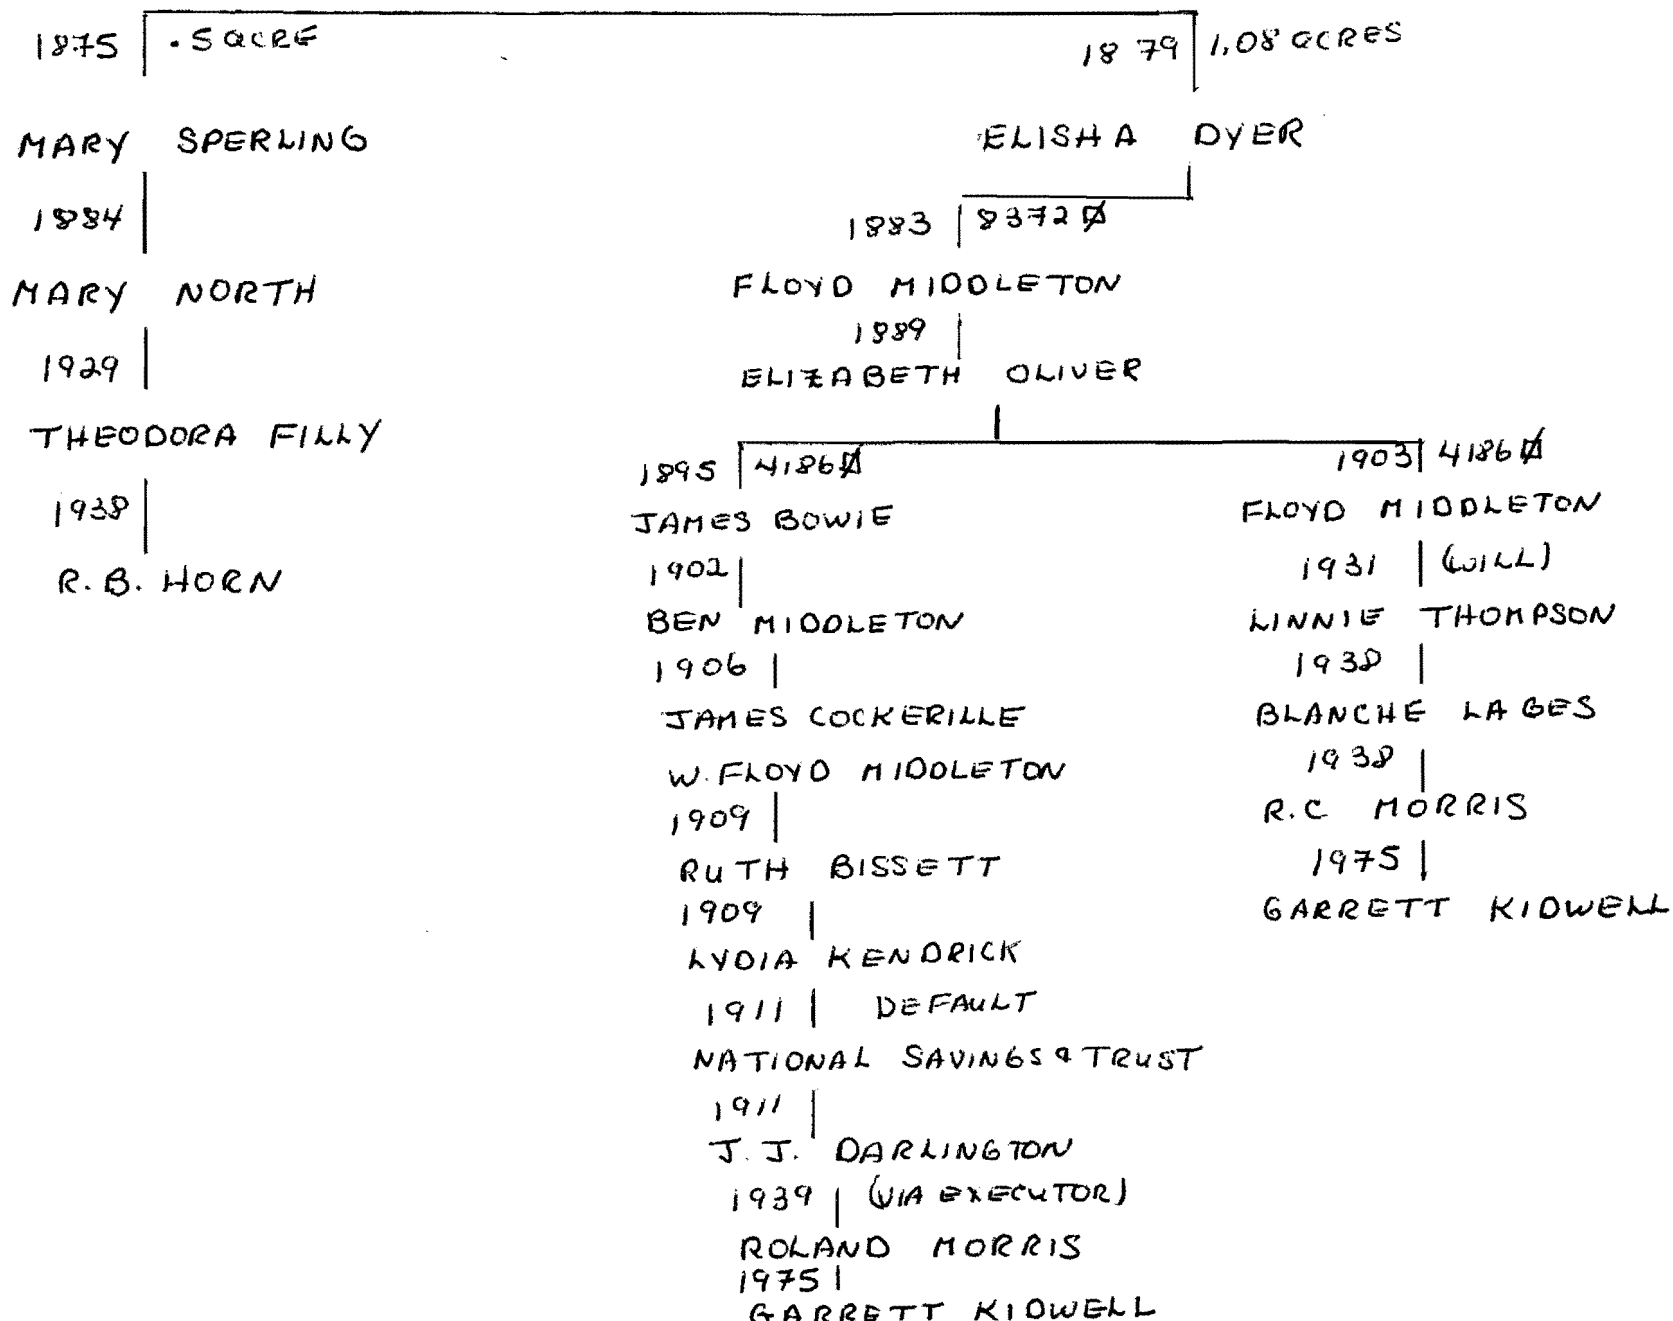 1875 .5 ACRE
1879 1.08 ACRES
MARY SPERLING
ELISHA DYER
1884
1883 8372
MARY NORTH
FLOYD MIDDLETON
1889
1929
ELIZABETH OLIVER
THEODORA FILLY
1895 4186
1903 4186
1938
JAMES BOWIE
FLOYD MIDDLETON
R. B. HORN
1902
1931 (WILL)
BEN MIDDLETON
LINNIE THOMPSON
1906
1938
JAMES COCKERILLE
BLANCHE LAGES
W. FLOYD MIDDLETON
1938
1909
R.C MORRIS
RUTH BISSETT
1975
1909
GARRETT KIDWELL
LYDIA KENDRICK
1911 DEFAULT
NATIONAL SAVINGS & TRUST
1911
J. J. DARLINGTON
1939 (VIA EXECUTOR)
ROLAND MORRIS
1975
GARRETT KIDWELL